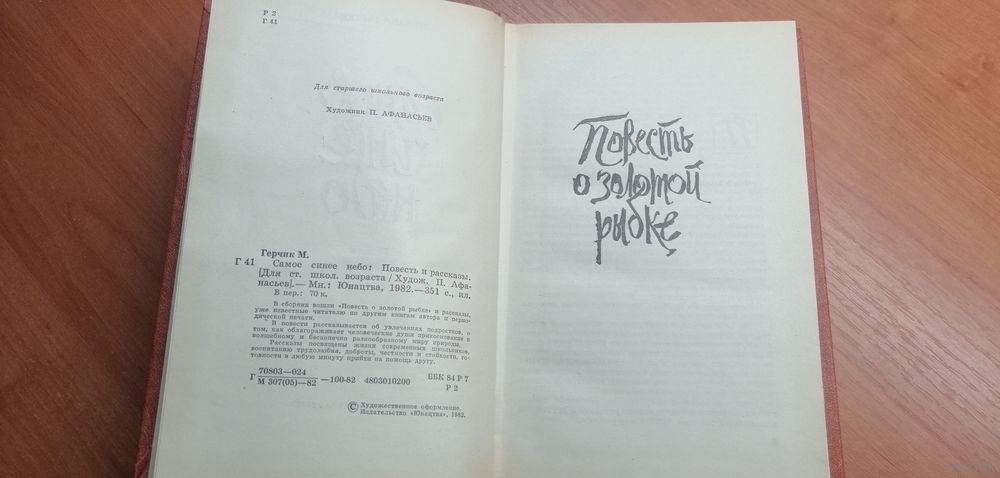 Р 2
Г 41
Для старшего школьного возраста
Художник П. АФАНАСЬЕВ
Герчик М.
Г 41 Самое синее небо: Повесть и рассказы.
[Для ст. школ. возраста / Худож. П. Афа-
насьев].— Мн.: Юнацтва, 1982.—351 с., ил.
В пер.: 70 к.
В сборник вошли «Повесть о золотой рыбке» и рассказы,
уже известные читателю по другим книгам автора и перио-
дической печати.
В повести рассказывается об увлечениях подростков, о
том, как облагораживает человеческие души прикосновение к
волшебному и бесконечно разнообразному миру природы.
Рассказы посвящены жизни современных школьников,
воспитанию трудолюбия, доброты, честности и стойкости, го-
товности в любую минуту прийти на помощь другу.
Г 70803—024
М 307(05)—82 —100-82 4803010200
ББК 84 Р 7
Р 2
© Художественное оформление.
Издательство «Юнацтва», 1982.
Повесть
о золотой
рыбке